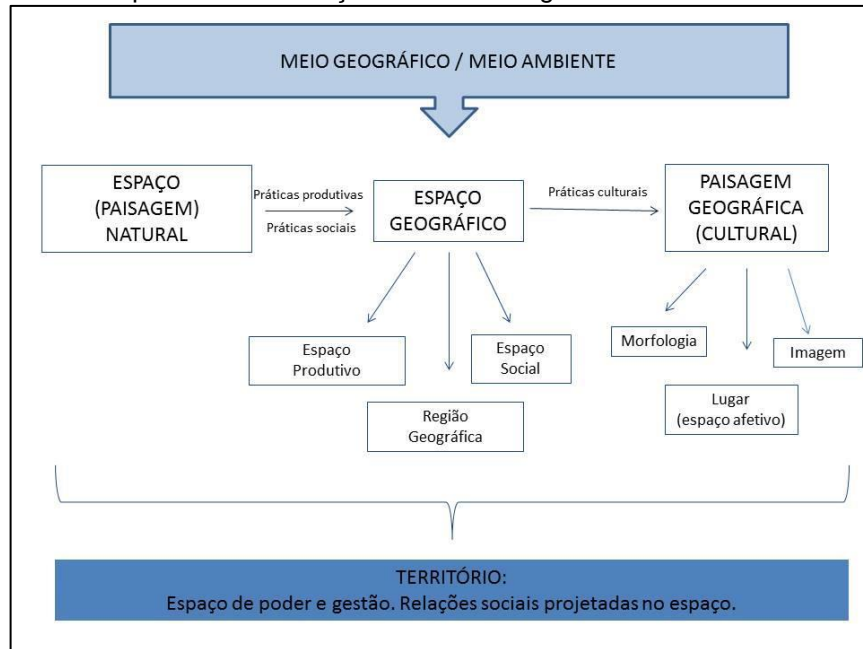 MEIO GEOGRÁFICO / MEIO AMBIENTE
ESPAÇO
(PAISAGEM)
NATURAL
Práticas produtivas
Práticas sociais
ESPAÇO
GEOGRÁFICO
Práticas culturais
PAISAGEM
GEOGRÁFICA
(CULTURAL)
Espaço
Produtivo
Espaço
Social
Região
Geográfica
Morfologia
Imagem
Lugar
(espaço afetivo)
TERRITÓRIO:
Espaço de poder e gestão. Relações sociais projetadas no espaço.